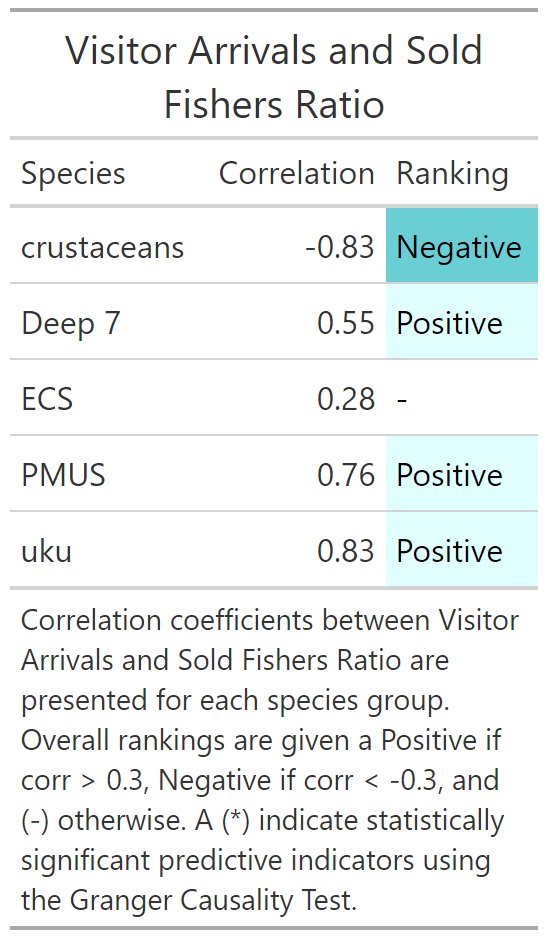 Visitor Arrivals and Sold
Fishers Ratio
Species Correlation Ranking
crustaceans -0.83 Negative
Deep 7 0.55 Positive
ECS 0.28 -
PMUS 0.76 Positive
uku 0.83 Positive
Correlation coefficients between Visitor
Arrivals and Sold Fishers Ratio are
presented for each species group.
Overall rankings are given a Positive if
corr > 0.3, Negative if corr < -0.3, and
(-) otherwise. A (*) indicate statistically
significant predictive indicators using
the Granger Causality Test.